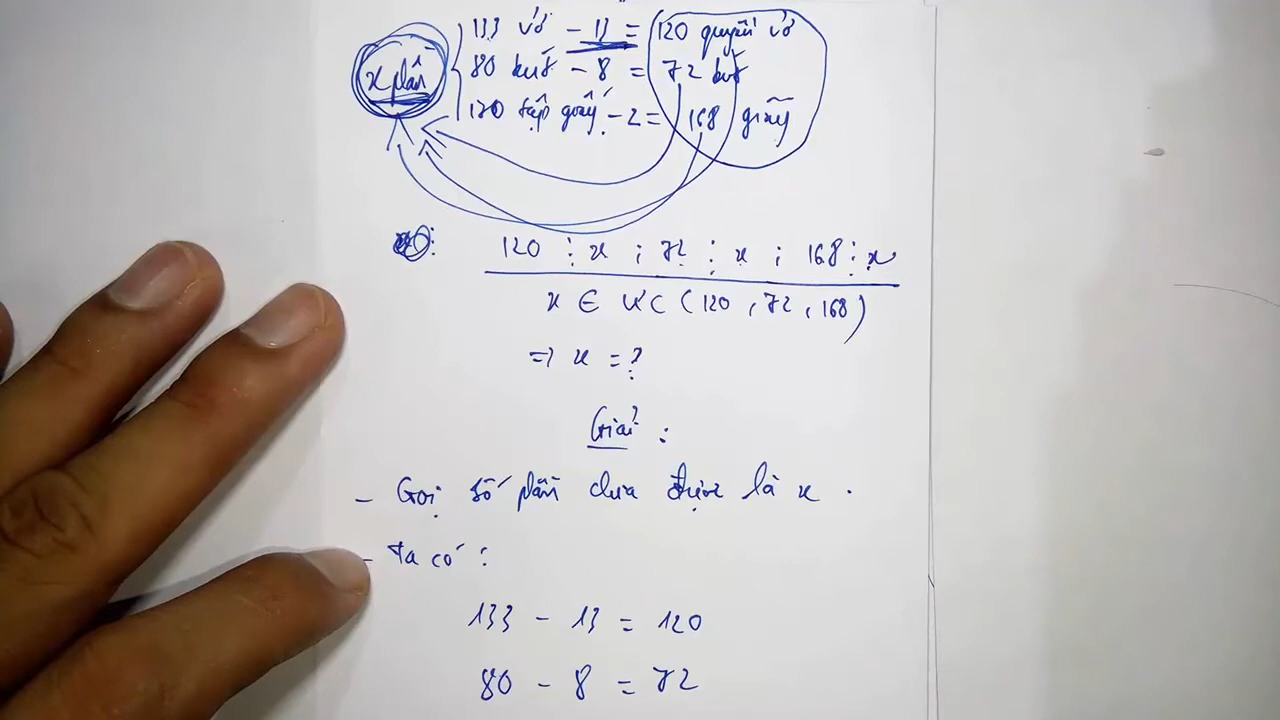 133 vở - 13 = 120 quyển vở
x phần
80 bút - 8 = 72 bút
170 tập giấy - 2 = 168 giấy
120 ⋮ x ; 72 ⋮ x ; 168 ⋮ x
x ∈ ƯC (120, 72, 168)
=> x = ?
Giải :
- Gọi số phần chưa được là x .
- Ta có :
133 - 13 = 120
80 - 8 = 72